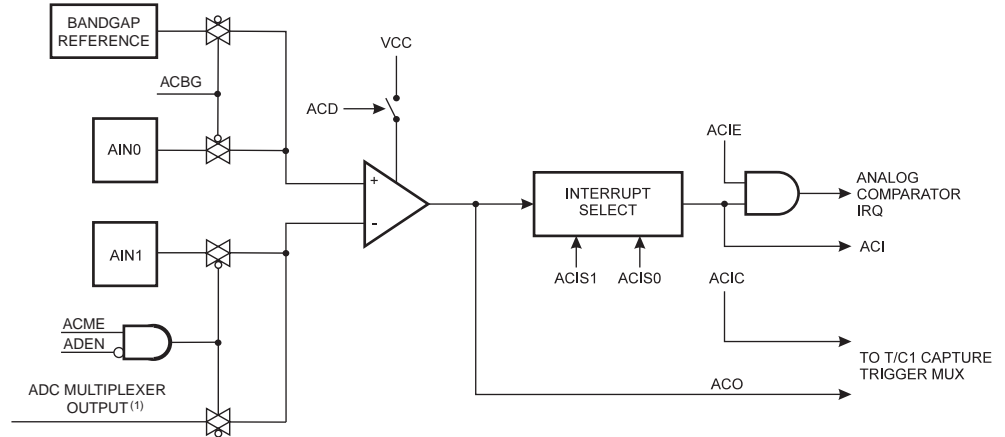 BANDGAP
REFERENCE
VCC
ACBG
ACD
AIN0
ACIE
+
-
INTERRUPT
SELECT
ANALOG
COMPARATOR
IRQ
AIN1
ACI
ACIS1
ACIS0
ACIC
ACME
ADEN
TO T/C1 CAPTURE
TRIGGER MUX
ADC MULTIPLEXER
OUTPUT(1)
ACO